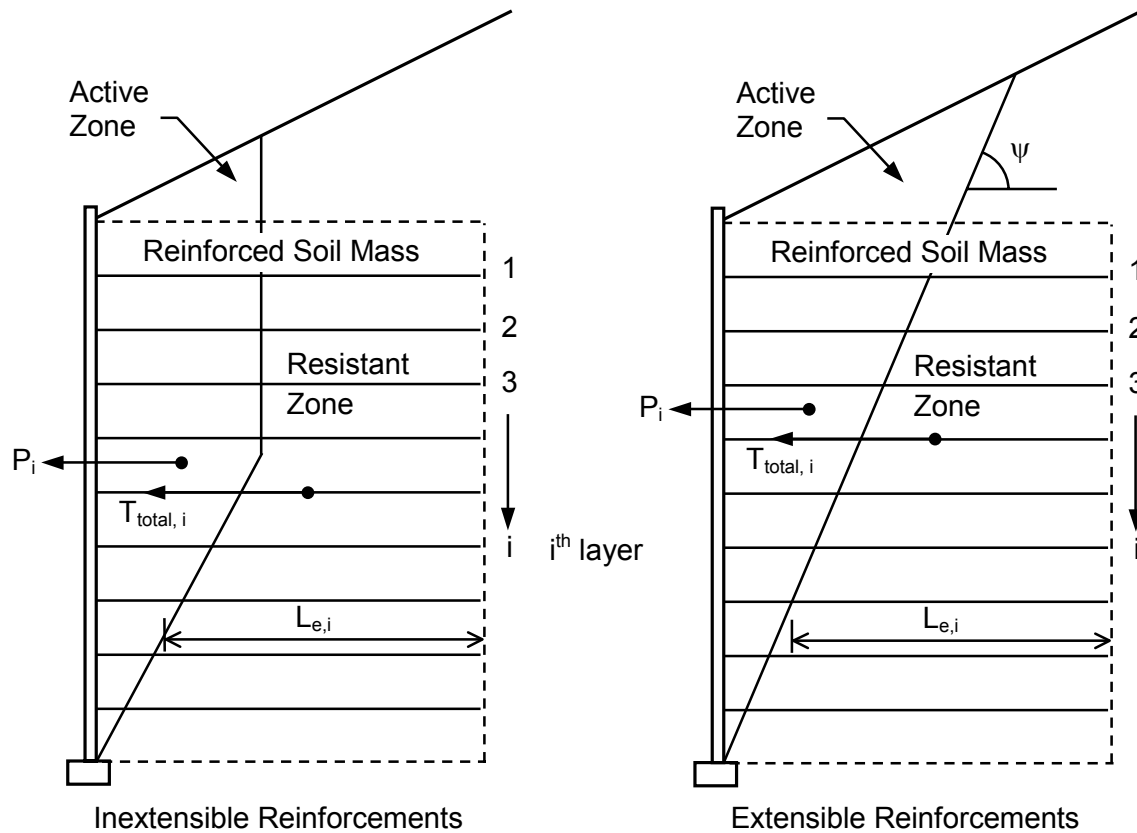 Active
Zone
Reinforced Soil Mass
1
2
Resistant
3
Zone
Pi
Ttotal, i
i
ith layer
Le,i
Inextensible Reinforcements
Active
Zone
ψ
Reinforced Soil Mass
1
2
Resistant
3
Zone
Pi
Ttotal, i
i
Le,i
Extensible Reinforcements